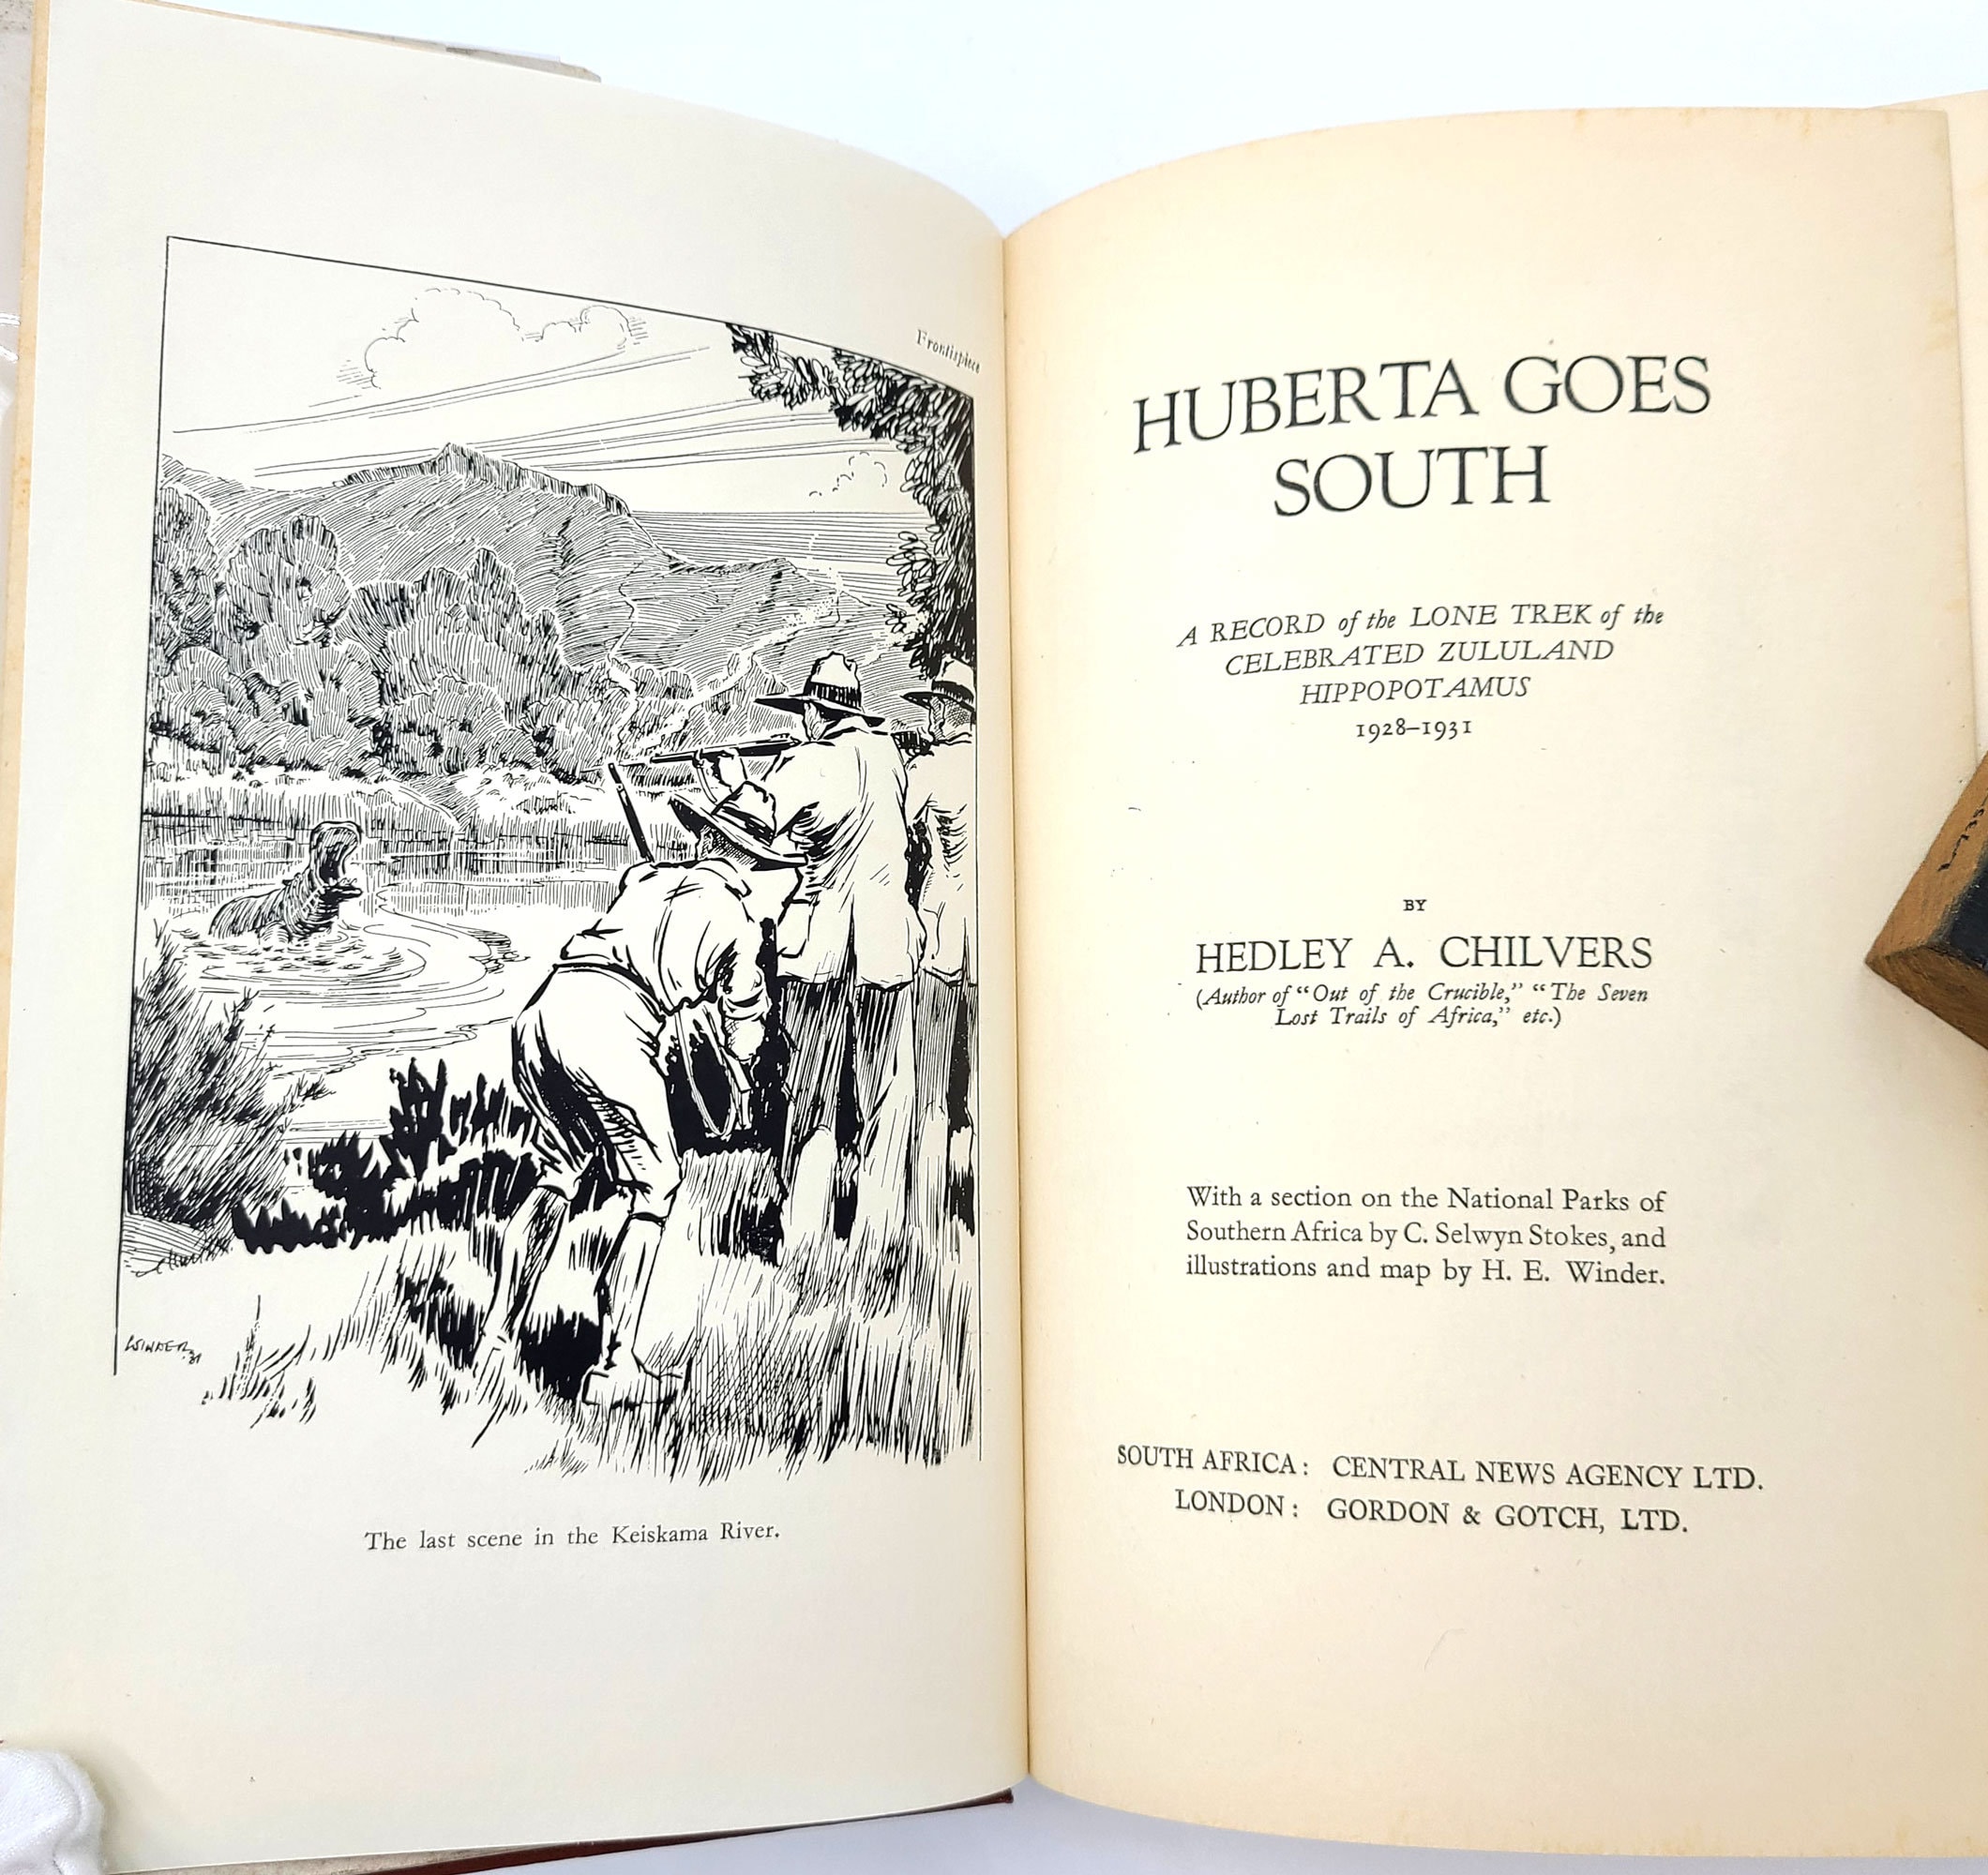 Frontispiece
WINDER
The last scene in the Keiskama River.
HUBERTA GOES
SOUTH
A RECORD of the LONE TREK of the
CELEBRATED ZULULAND
HIPPOPOTAMUS
1928–1931
BY
HEDLEY A. CHILVERS
(Author of “Out of the Crucible,” “The Seven
Lost Trails of Africa,” etc.)
With a section on the National Parks of
Southern Africa by C. Selwyn Stokes, and
illustrations and map by H. E. Winder.
SOUTH AFRICA: CENTRAL NEWS AGENCY LTD.
LONDON: GORDON & GOTCH, LTD.